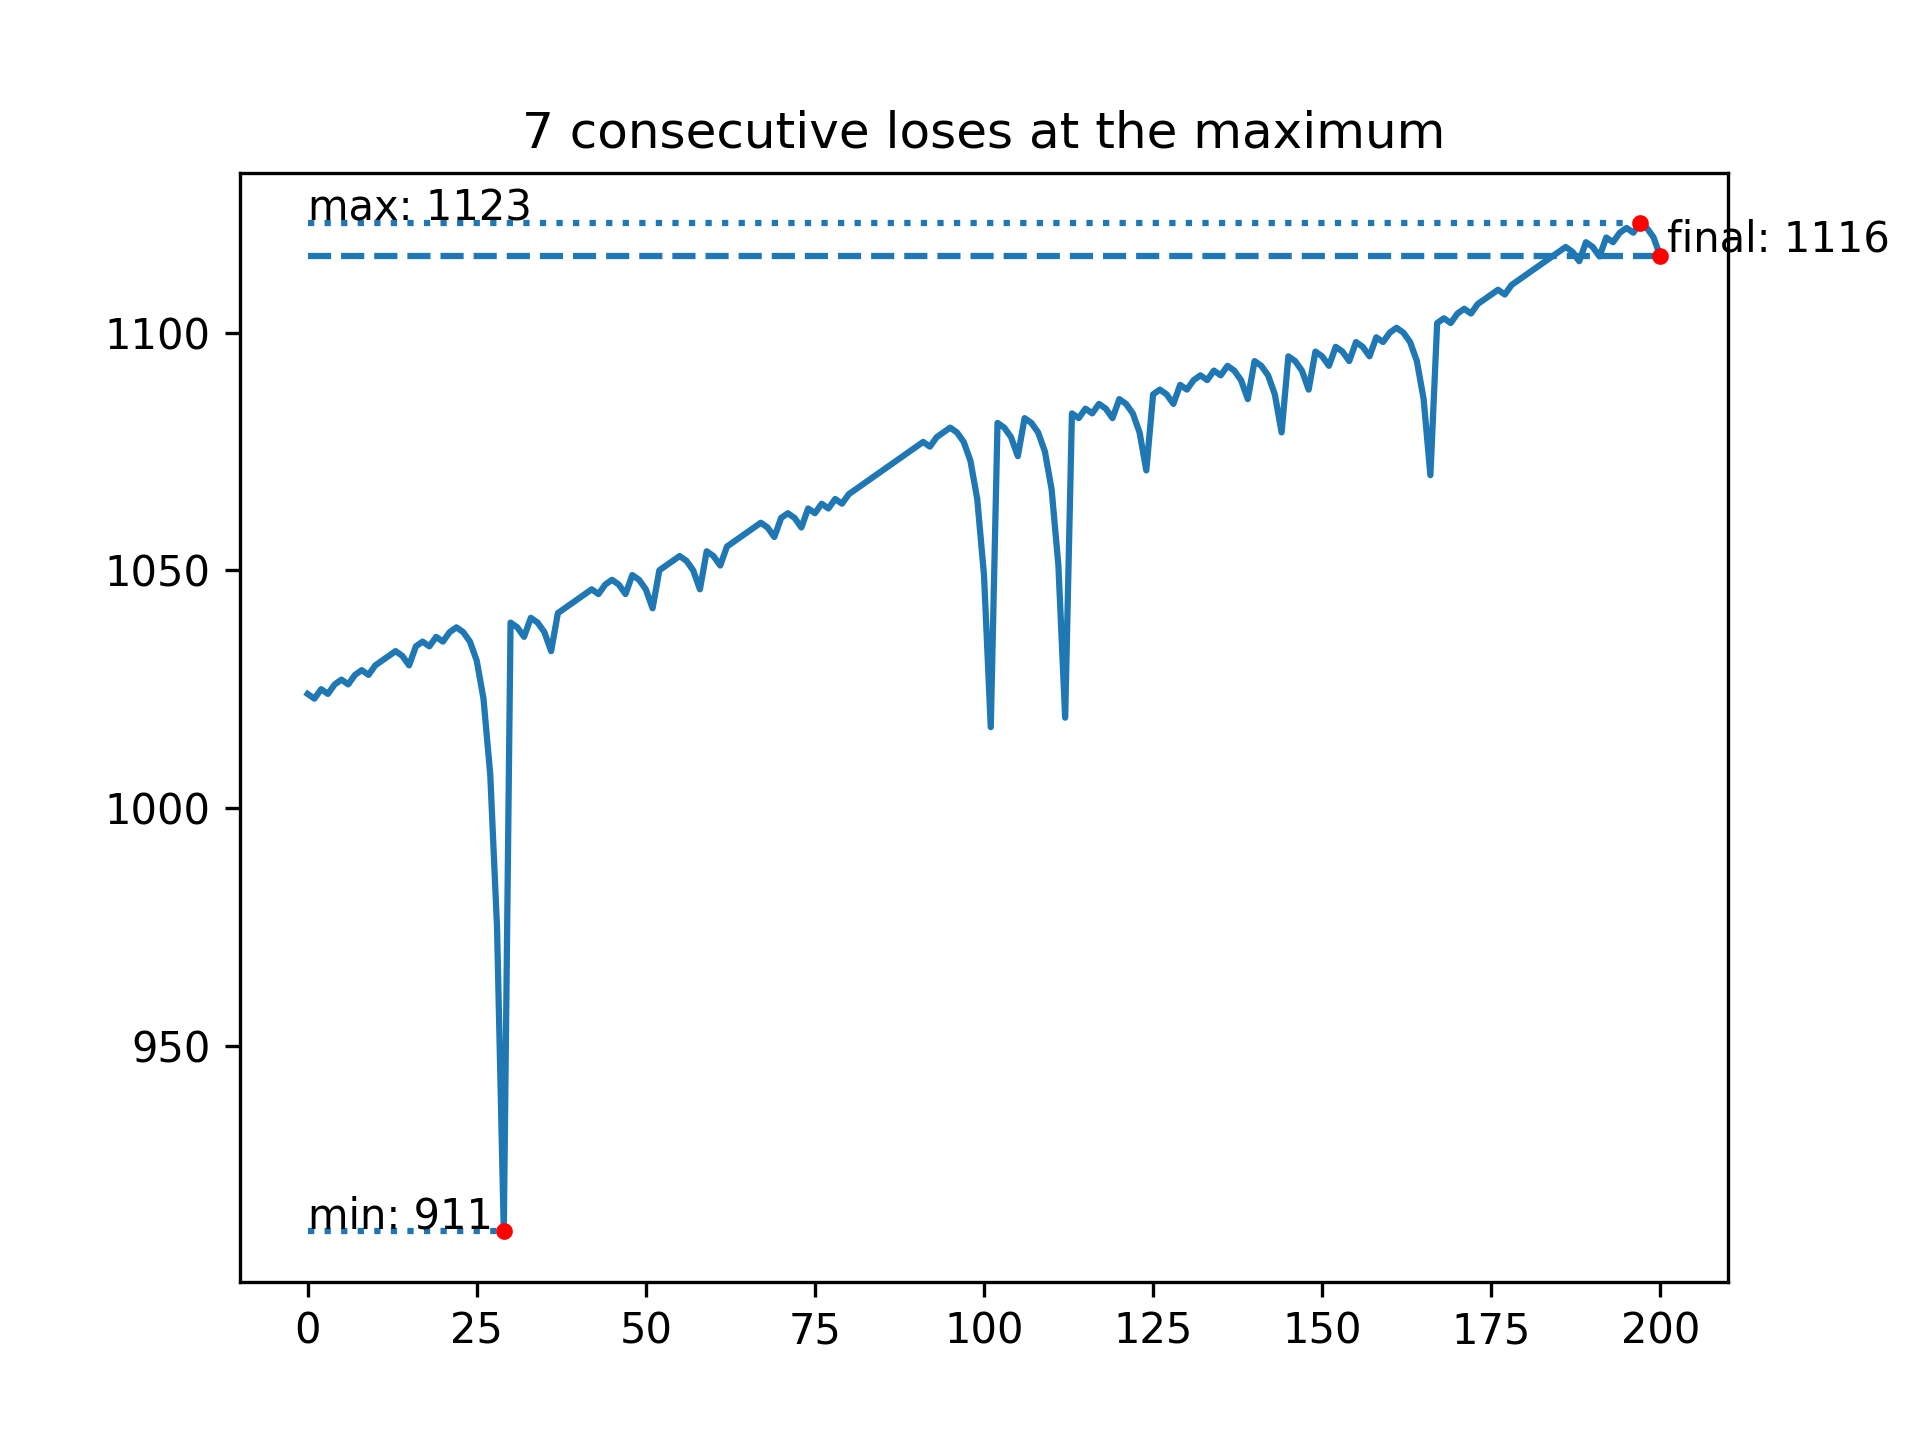 7 consecutive loses at the maximum
max: 1123
final: 1116
1100
1050
1000
950
min: 911
0 25 50 75 100 125 150 175 200